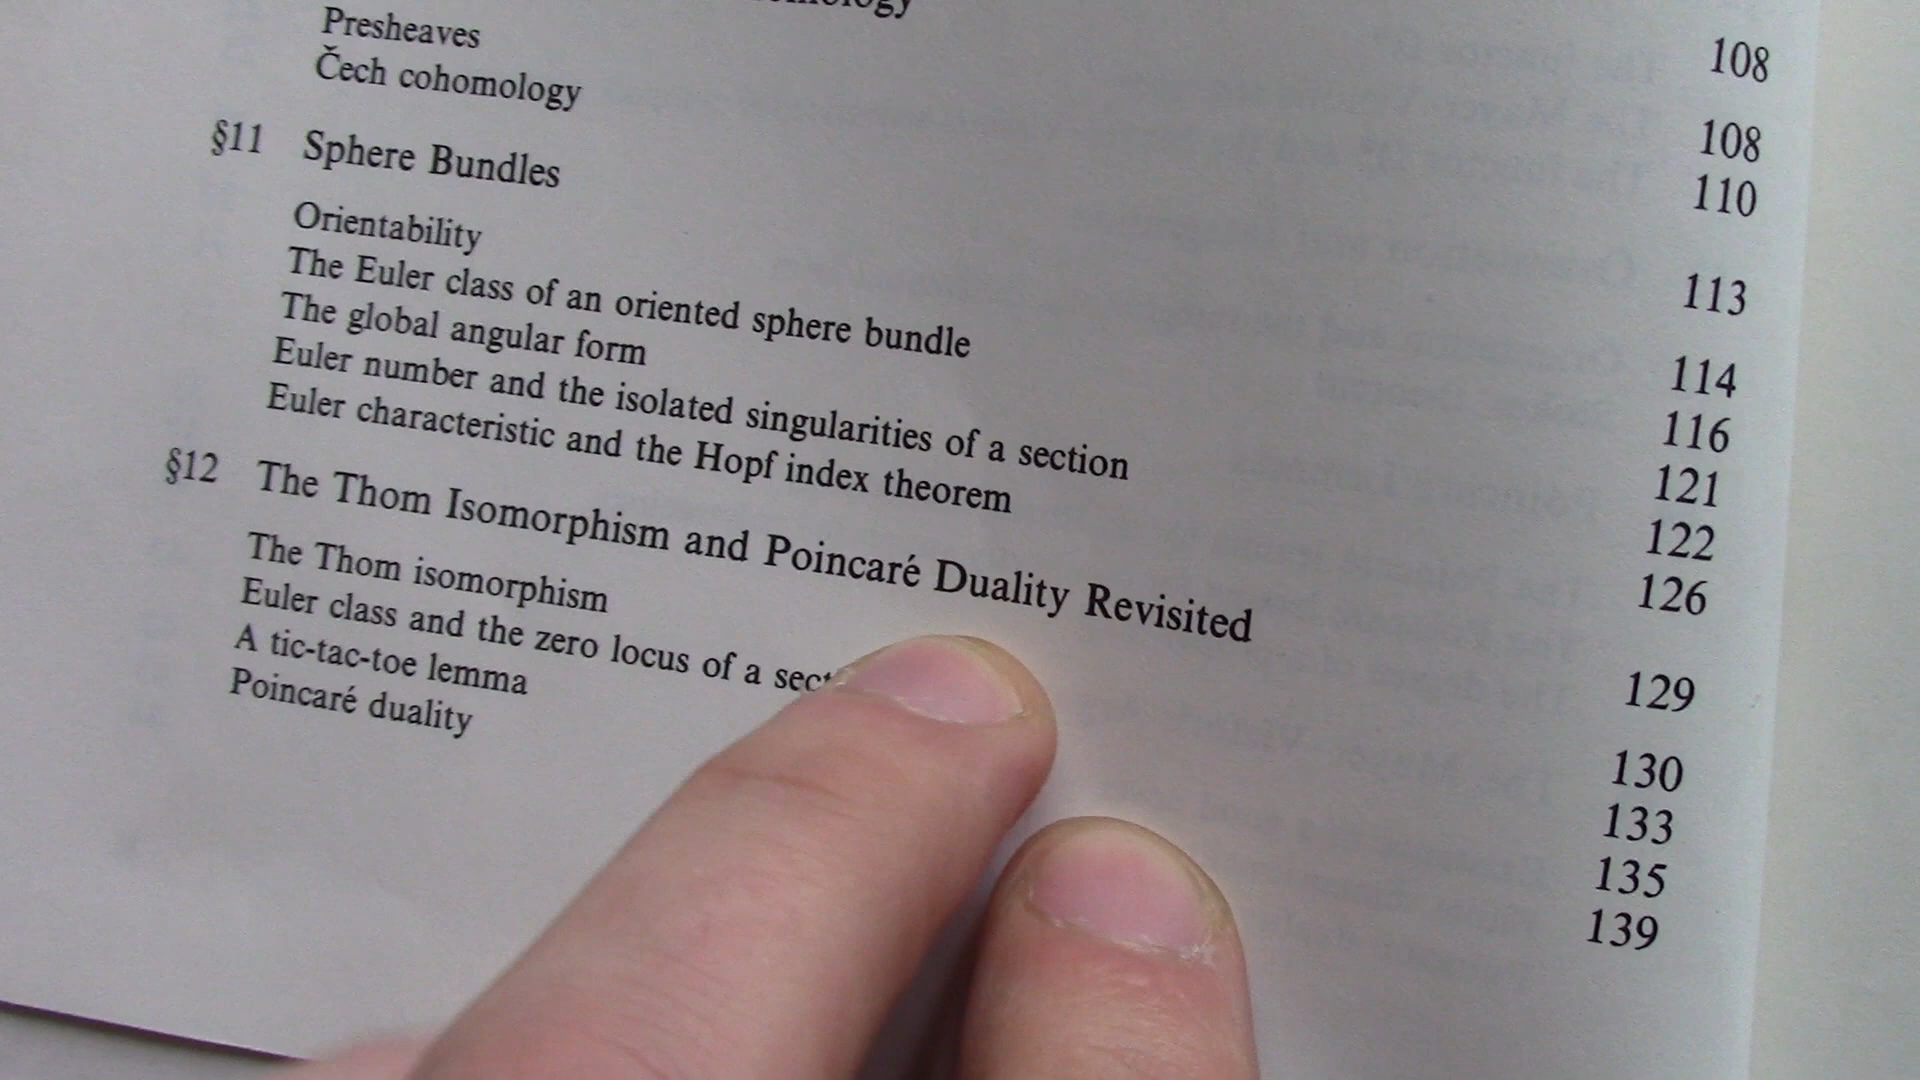 108
Presheaves 108
Čech cohomology 110
§11 Sphere Bundles 113
Orientability 114
The Euler class of an oriented sphere bundle 116
The global angular form 121
Euler number and the isolated singularities of a section 122
Euler characteristic and the Hopf index theorem 126
§12 The Thom Isomorphism and Poincaré Duality Revisited 129
The Thom isomorphism 130
Euler class and the zero locus of a sect 133
A tic-tac-toe lemma 135
Poincaré duality 139